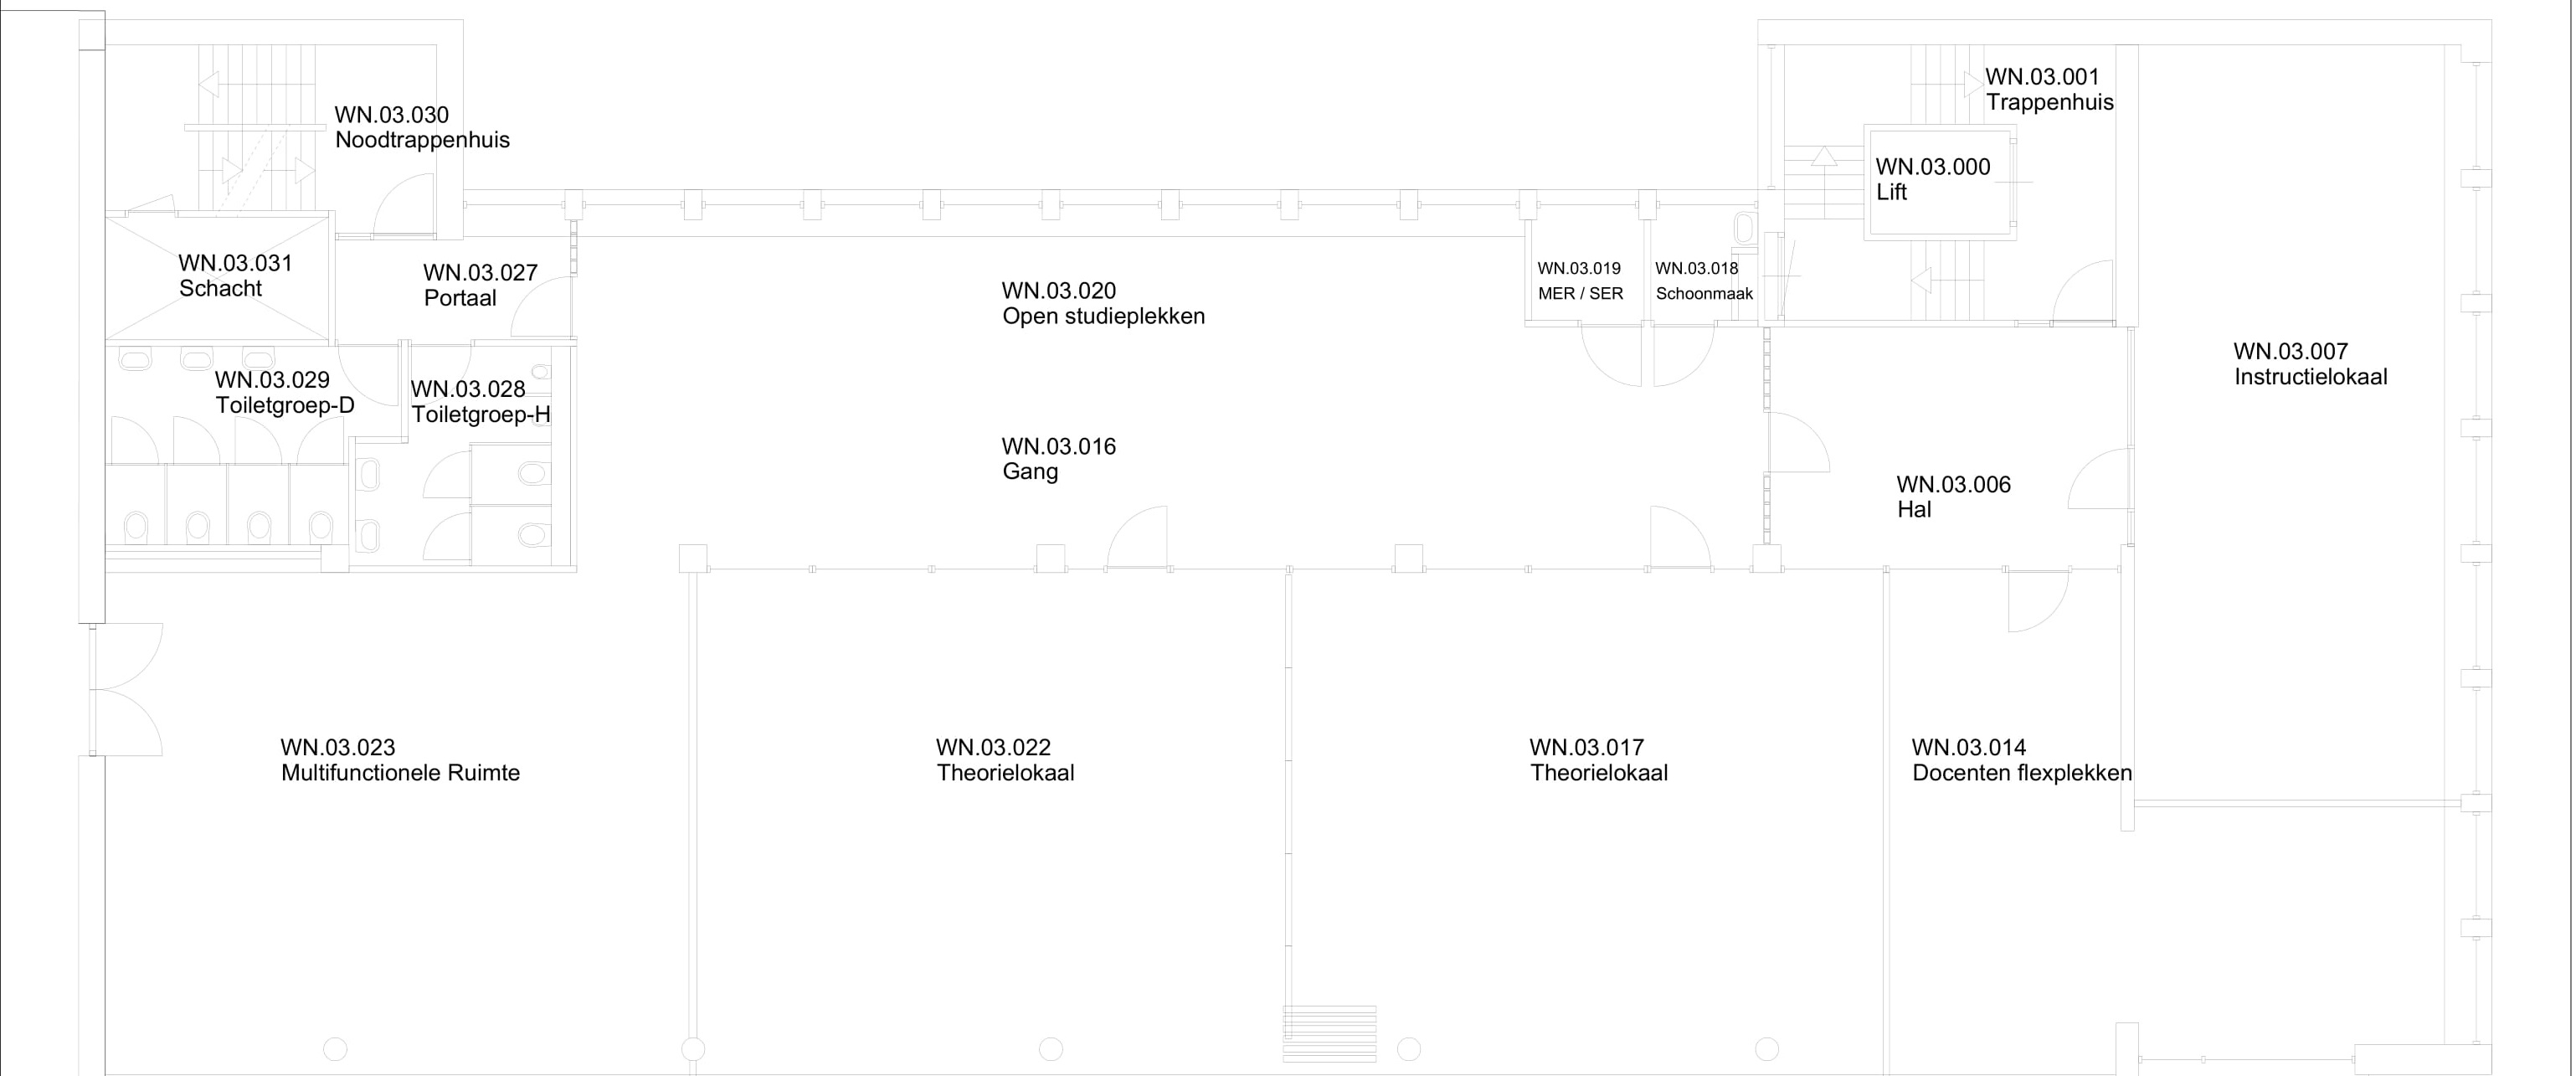 WN.03.030
Noodtrappenhuis
WN.03.001
Trappenhuis
WN.03.000
Lift
WN.03.031
Schacht
WN.03.027
Portaal
WN.03.020
Open studieplekken
WN.03.019
MER / SER
WN.03.018
Schoonmaak
WN.03.007
Instructielokaal
WN.03.029
Toiletgroep-D
WN.03.028
Toiletgroep-H
WN.03.016
Gang
WN.03.006
Hal
WN.03.023
Multifunctionele Ruimte
WN.03.022
Theorielokaal
WN.03.017
Theorielokaal
WN.03.014
Docenten flexplekken